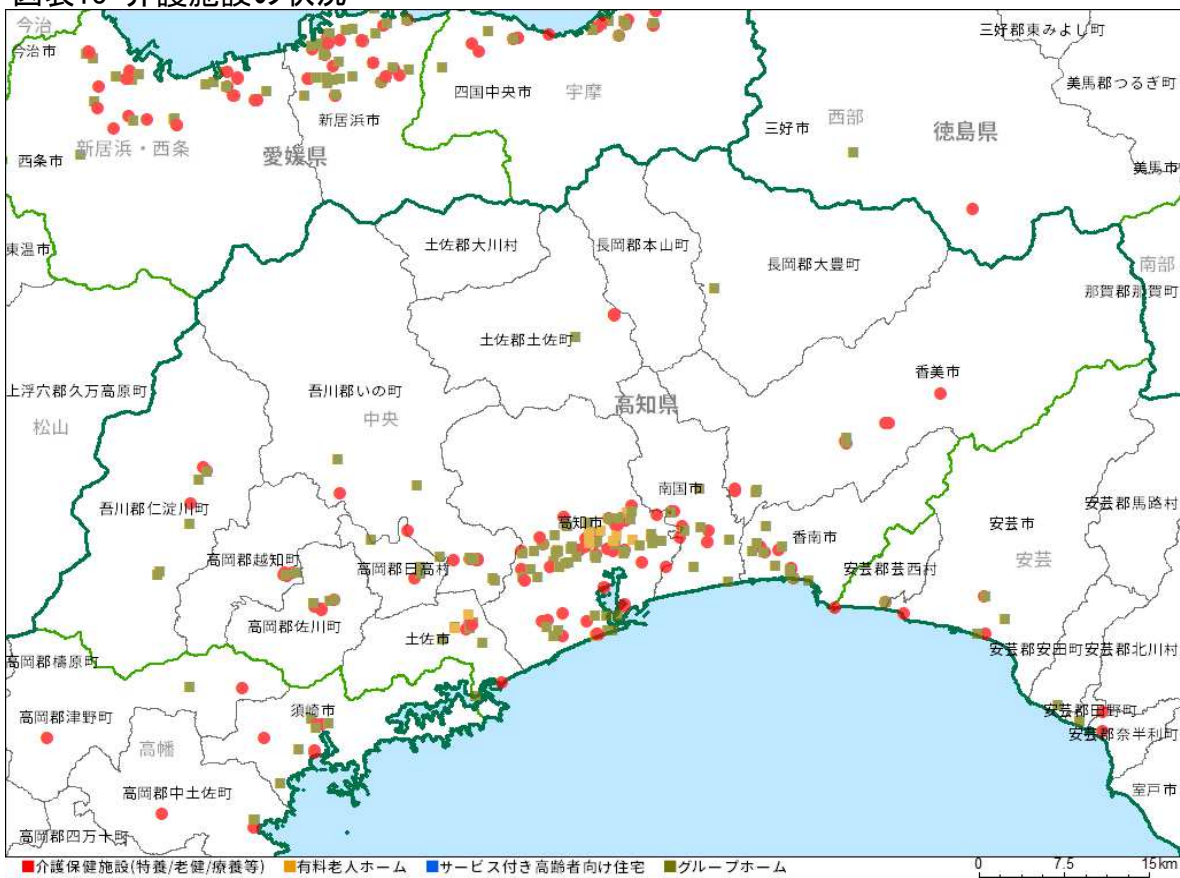 図表10 介護施設の状況
今治
今治市
三好郡東みよし町
四国中央市
宇摩
美馬郡つるぎ町
新居浜市
三好市
西部
徳島県
新居浜・西条
愛媛県
西条市
美馬市
東温市
土佐郡大川村
長岡郡本山町
長岡郡大豊町
南部
那賀郡那賀町
土佐郡土佐町
香美市
上浮穴郡久万高原町
吾川郡いの町
高知県
松山
中央
南国市
吾川郡仁淀川町
高知市
安芸郡馬路村
安芸市
香南市
高岡郡越知町
高岡郡日高村
安芸郡芸西村
安芸
高岡郡佐川町
土佐市
高岡郡檮原町
安芸郡安田町
安芸郡北川村
高岡郡津野町
須崎市
安芸郡田野町
安芸郡奈半利町
高幡
高岡郡中土佐町
室戸市
高岡郡四万十町
介護保健施設(特養/老健/療養等) 有料老人ホーム サービス付き高齢者向け住宅 グループホーム
0 7.5 15km